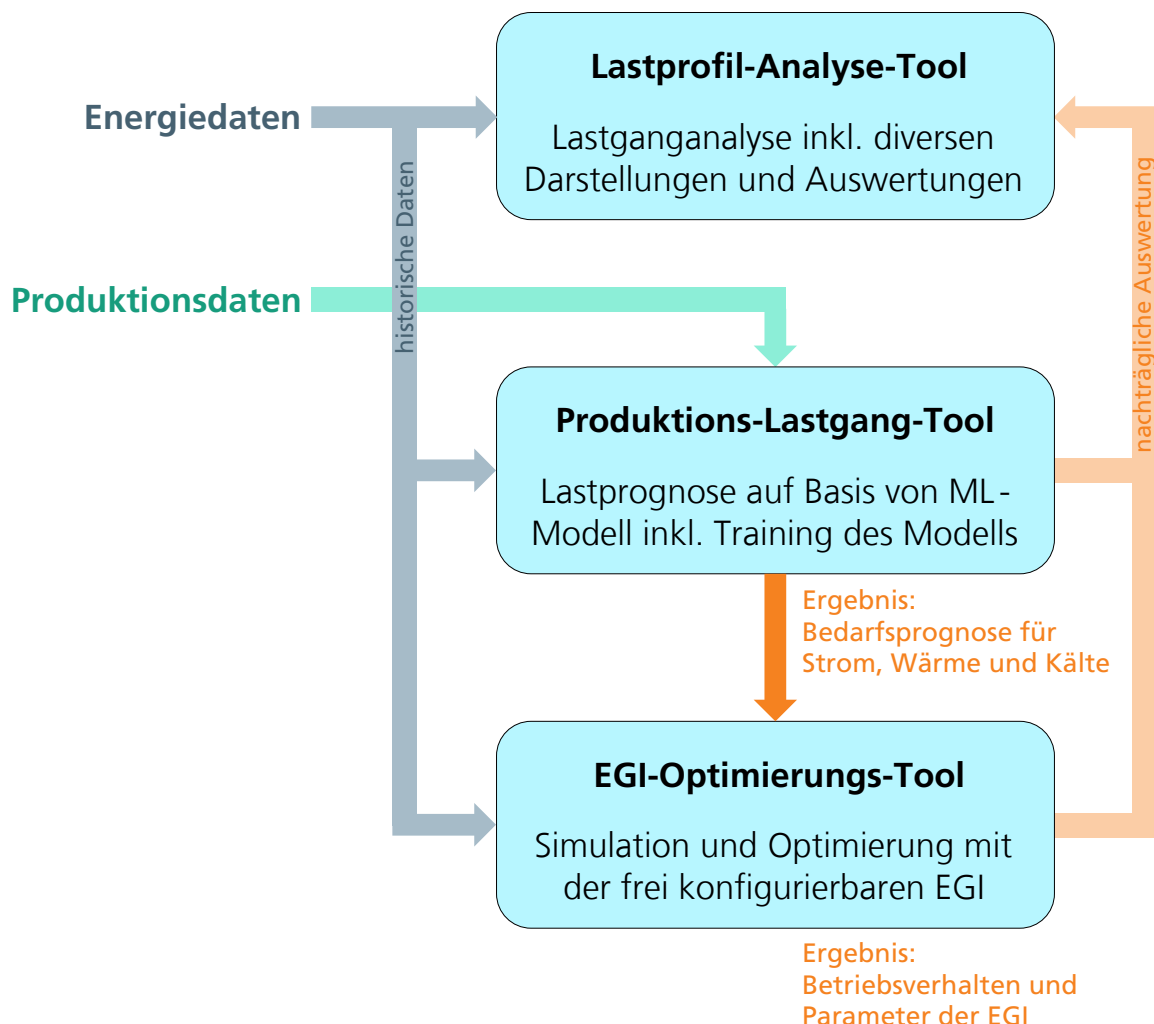 Lastprofil-Analyse-Tool
Lastganganalyse inkl. diversen
Darstellungen und Auswertungen
Energiedaten
historische Daten
nachträgliche Auswertung
Produktionsdaten
Produktions-Lastgang-Tool
Lastprognose auf Basis von ML-
Modell inkl. Training des Modells
Ergebnis:
Bedarfsprognose für
Strom, Wärme und Kälte
EGI-Optimierungs-Tool
Simulation und Optimierung mit
der frei konfigurierbaren EGI
Ergebnis:
Betriebsverhalten und
Parameter der EGI